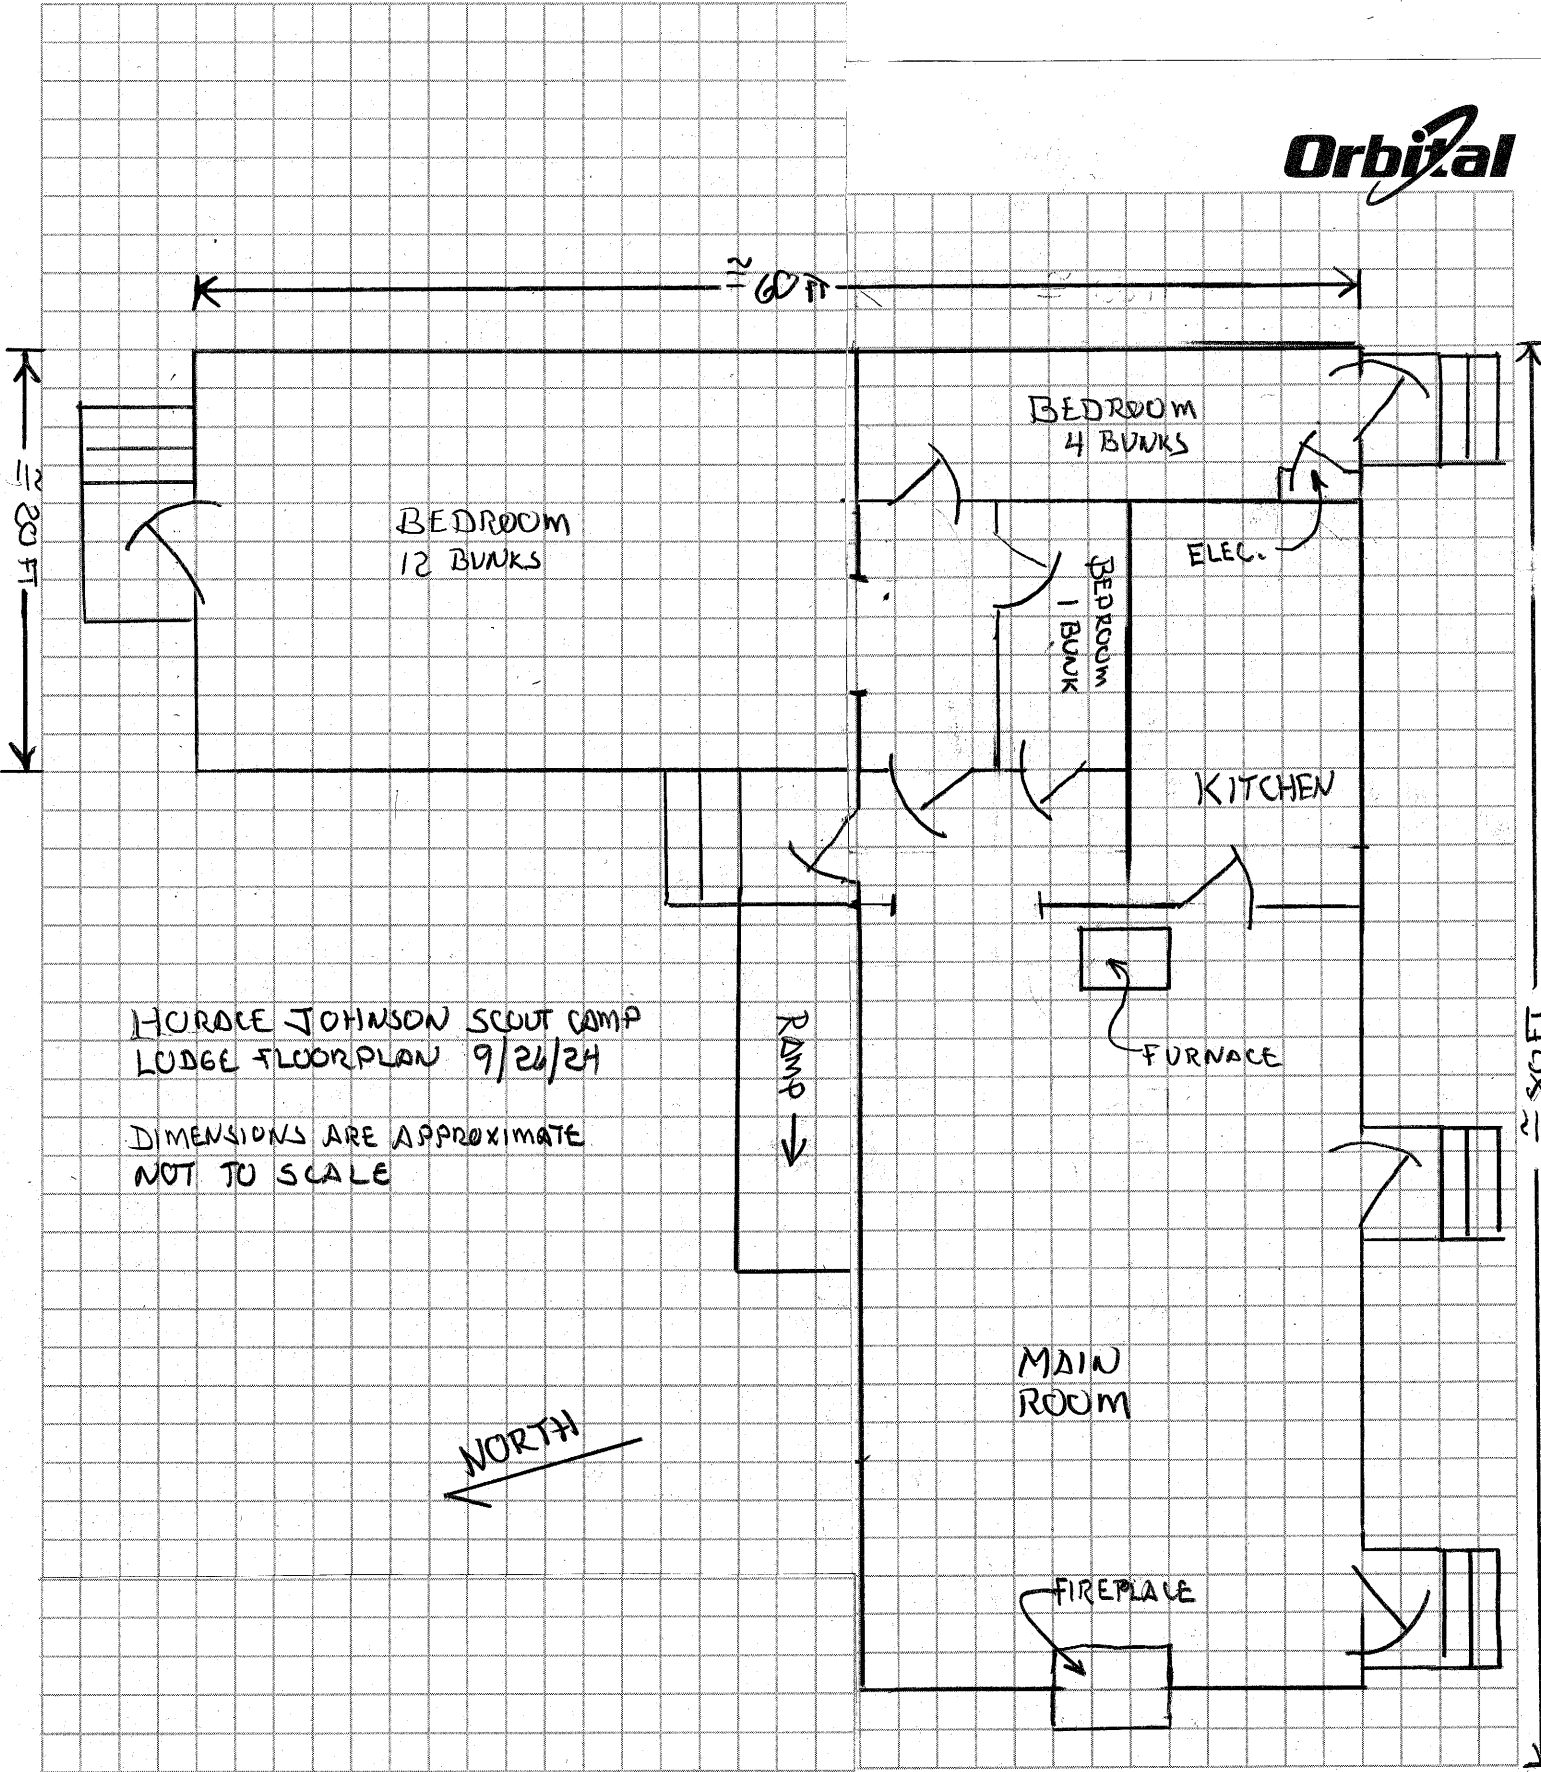 Orbital
≈ 60 FT
BEDROOM
4 BUNKS
≈ 20 FT
BEDROOM
12 BUNKS
ELEC.
BEDROOM
1 BUNK
KITCHEN
HORACE JOHNSON SCOUT CAMP
LODGE FLOORPLAN 9/26/24
DIMENSIONS ARE APPROXIMATE
NOT TO SCALE
RAMP
FURNACE
MAIN
ROOM
NORTH
FIREPLACE